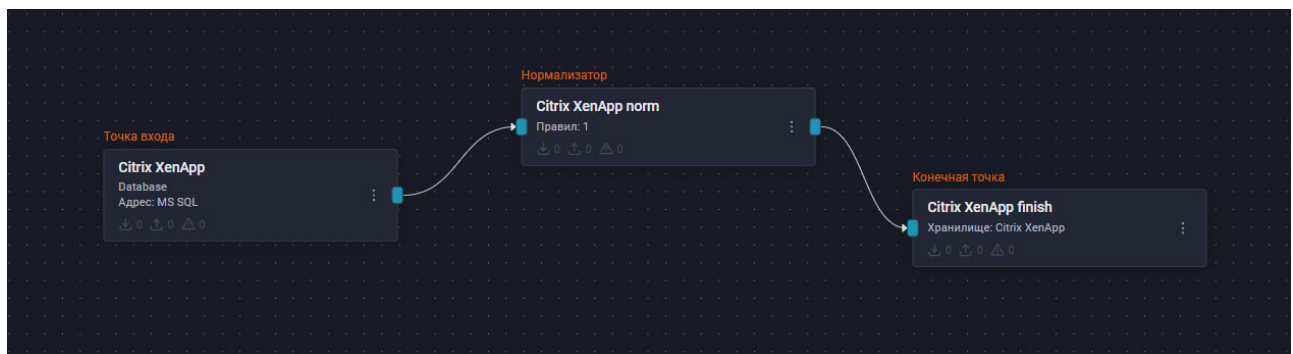 Нормализатор
Citrix XenApp norm
Правил: 1
0 0 0
Точка входа
Citrix XenApp
Database
Адрес: MS SQL
0 0 0
Конечная точка
Citrix XenApp finish
Хранилище: Citrix XenApp
0 0 0